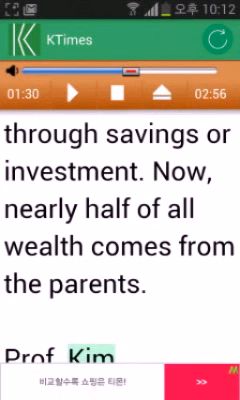 오후 10:12
KTimes
01:30
02:56
through savings or
investment. Now,
nearly half of all
wealth comes from
the parents.
Prof. Kim
비교할수록 쇼핑은 티몬!
>>